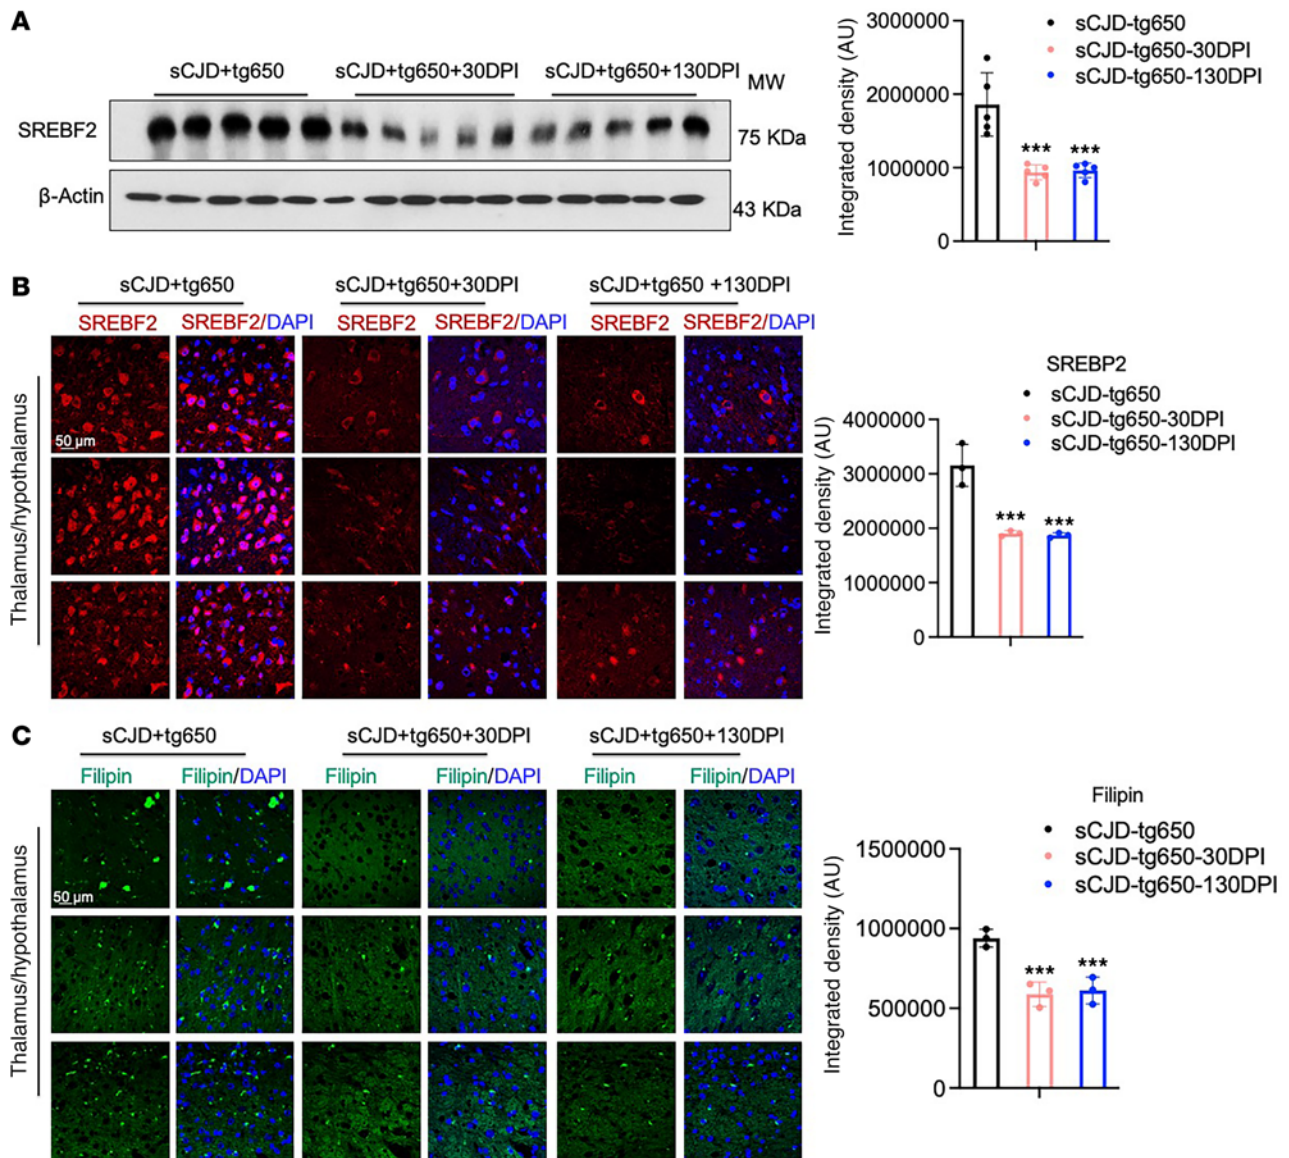 A
sCJD+tg650 sCJD+tg650+30DPI sCJD+tg650+130DPI MW
SREBF2 75 KDa
β-Actin 43 KDa
Integrated density (AU)
3000000
2000000
1000000
0
*** ***
sCJD-tg650
sCJD-tg650-30DPI
sCJD-tg650-130DPI
B
sCJD+tg650 sCJD+tg650+30DPI sCJD+tg650 +130DPI
SREBF2 SREBF2/DAPI SREBF2 SREBF2/DAPI SREBF2 SREBF2/DAPI
Thalamus/hypothalamus
50 µm
SREBP2
sCJD-tg650
sCJD-tg650-30DPI
sCJD-tg650-130DPI
Integrated density (AU)
4000000
3000000
2000000
1000000
0
*** ***
C
sCJD+tg650 sCJD+tg650+30DPI sCJD+tg650+130DPI
Filipin Filipin/DAPI Filipin Filipin/DAPI Filipin Filipin/DAPI
Thalamus/hypothalamus
50 µm
Filipin
sCJD-tg650
sCJD-tg650-30DPI
sCJD-tg650-130DPI
Integrated density (AU)
1500000
1000000
500000
0
*** ***